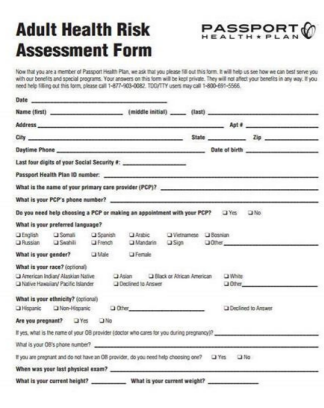 Adult Health Risk
Assessment Form
PASSPORT
HEALTH★PLAN
Now that you are a member of Passport Health Plan, we ask that you please fill out this form. It will help us see how we can best serve you
with our benefits and special programs. Your answers on this form will be kept private. They will not affect your benefits in any way. If you
need help filling out this form, please call 1-877-903-0082. TDD/TTY users may call 1-800-691-5566.
Date
Name (first) (middle initial) (last)
Address Apt #
City State Zip
Daytime Phone Date of birth
Last four digits of your Social Security #:
Passport Health Plan ID number:
What is the name of your primary care provider (PCP)?
What is your PCP's phone number?
Do you need help choosing a PCP or making an appointment with your PCP? ❑ Yes ❑ No
What is your preferred language?
❑ English ❑ Somali ❑ Spanish ❑ Arabic ❑ Vietnamese ❑ Bosnian
❑ Russian ❑ Swahili ❑ French ❑ Mandarin ❑ Sign ❑ Other
What is your gender? ❑ Male ❑ Female
What is your race? (optional)
❑ American Indian/ Alaskan Native ❑ Asian ❑ Black or African American ❑ White
❑ Native Hawaiian/ Pacific Islander ❑ Declined to Answer ❑ Other
What is your ethnicity? (optional)
❑ Hispanic ❑ Non-Hispanic ❑ Other ❑ Declined to Answer
Are you pregnant? ❑ Yes ❑ No
If yes, what is the name of your OB provider (doctor who cares for you during pregnancy)?
What is your OB's phone number?
If you are pregnant and do not have an OB provider, do you need help choosing one? ❑ Yes ❑ No
When was your last physical exam?
What is your current height? What is your current weight?